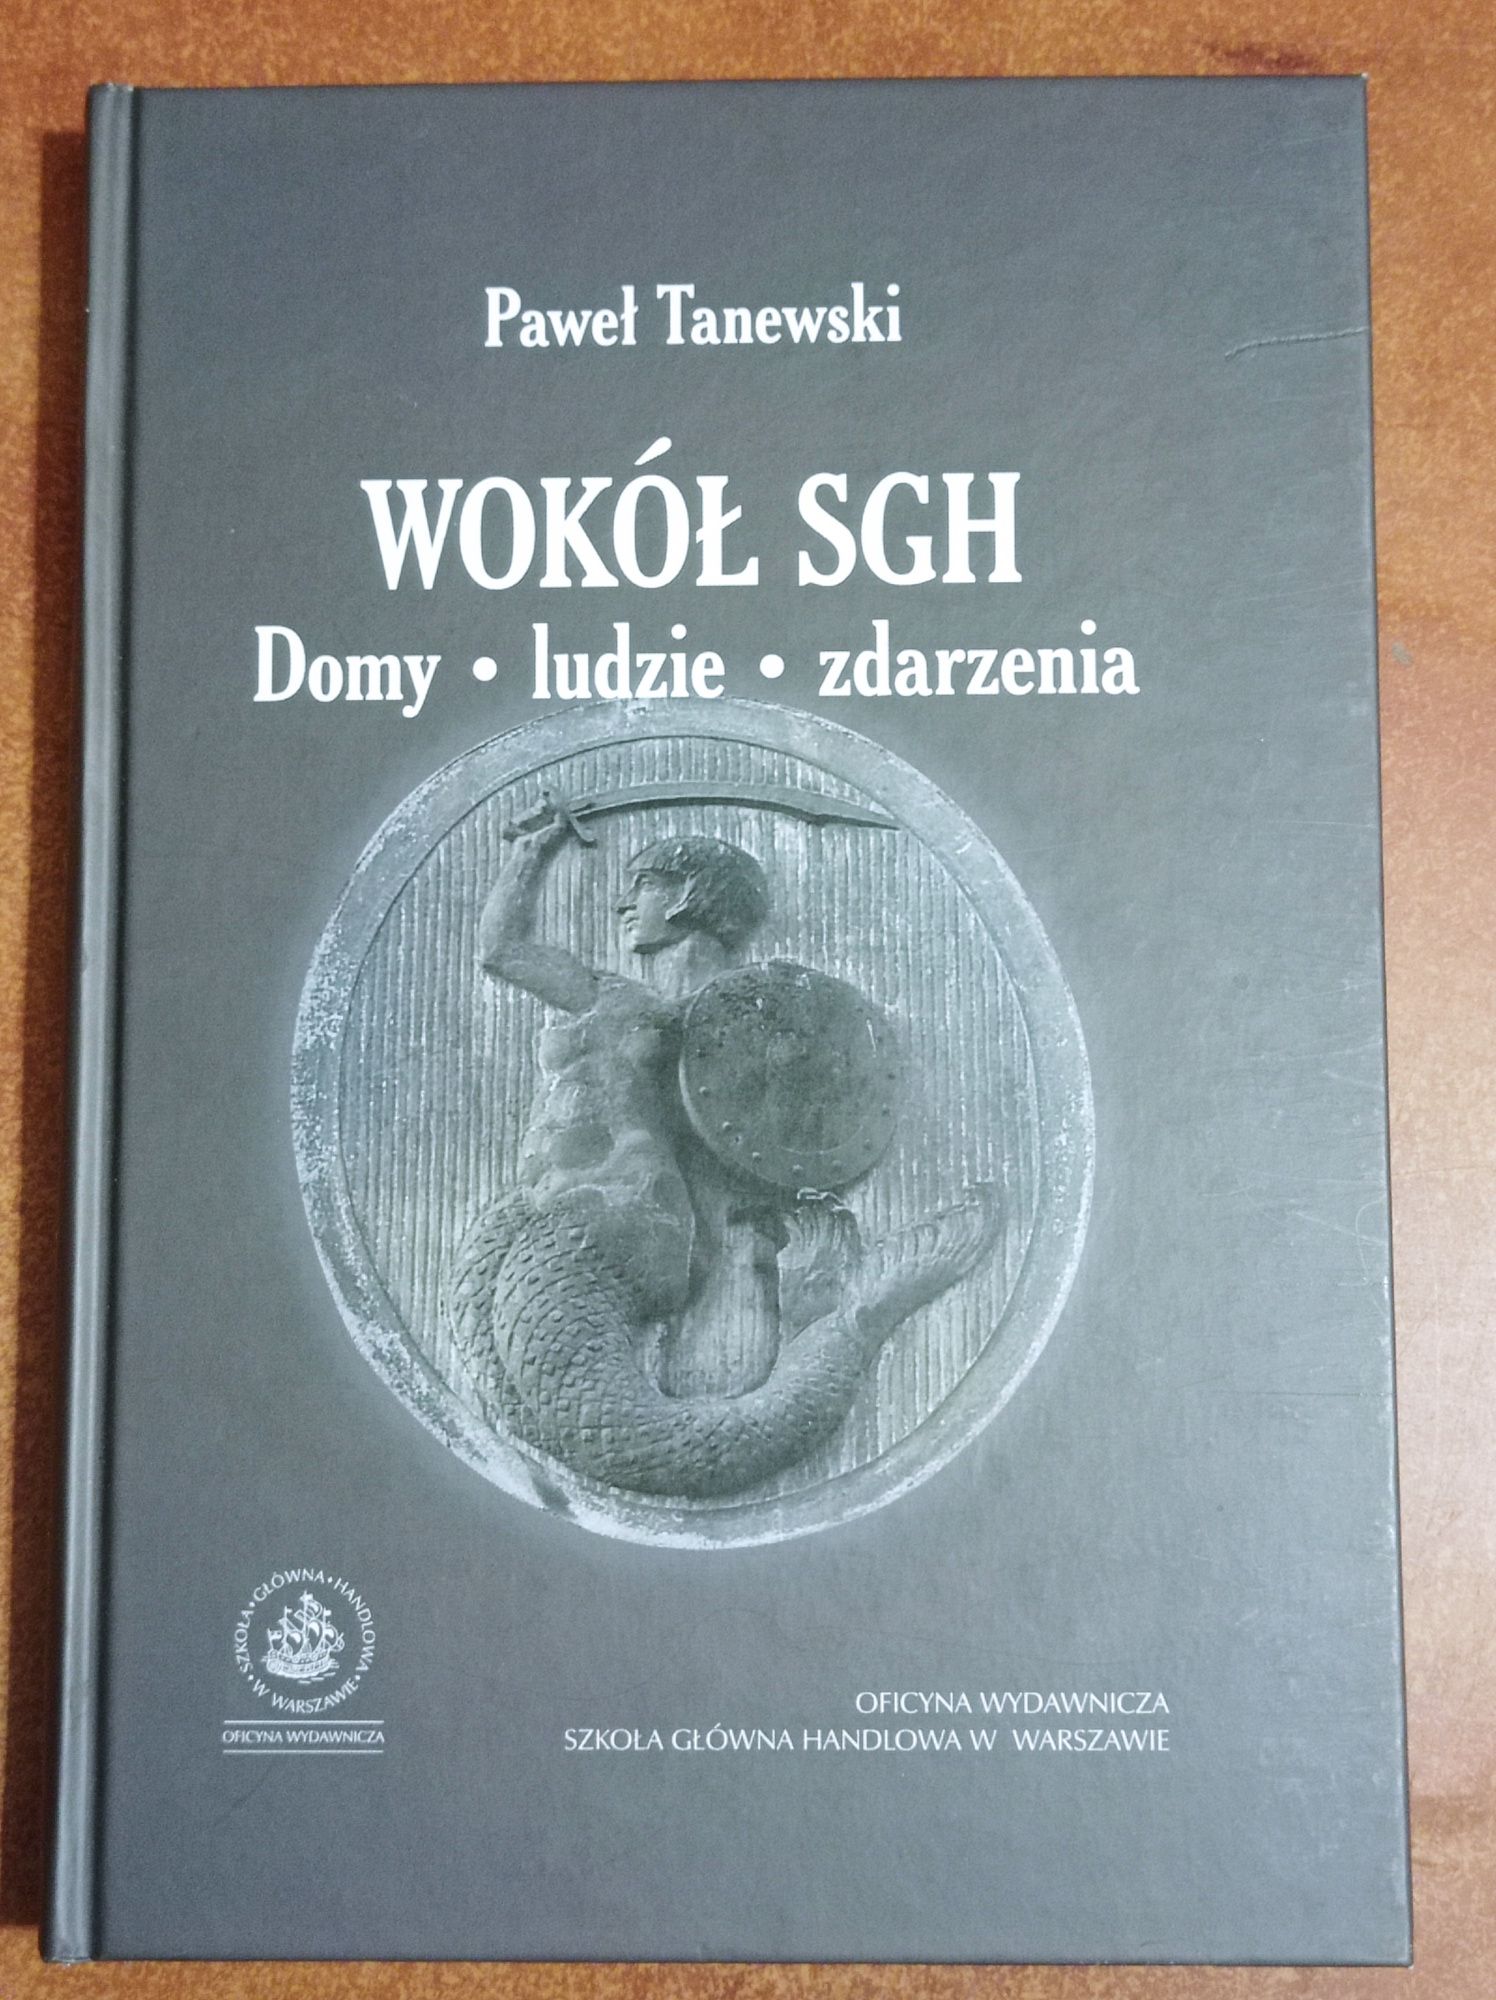 Paweł Tanewski
WOKÓŁ SGH
Domy • ludzie • zdarzenia
SZKOŁA • GŁÓWNA • HANDLOWA • W WARSZAWIE •
OFICYNA WYDAWNICZA
OFICYNA WYDAWNICZA
SZKOŁA GŁÓWNA HANDLOWA W WARSZAWIE